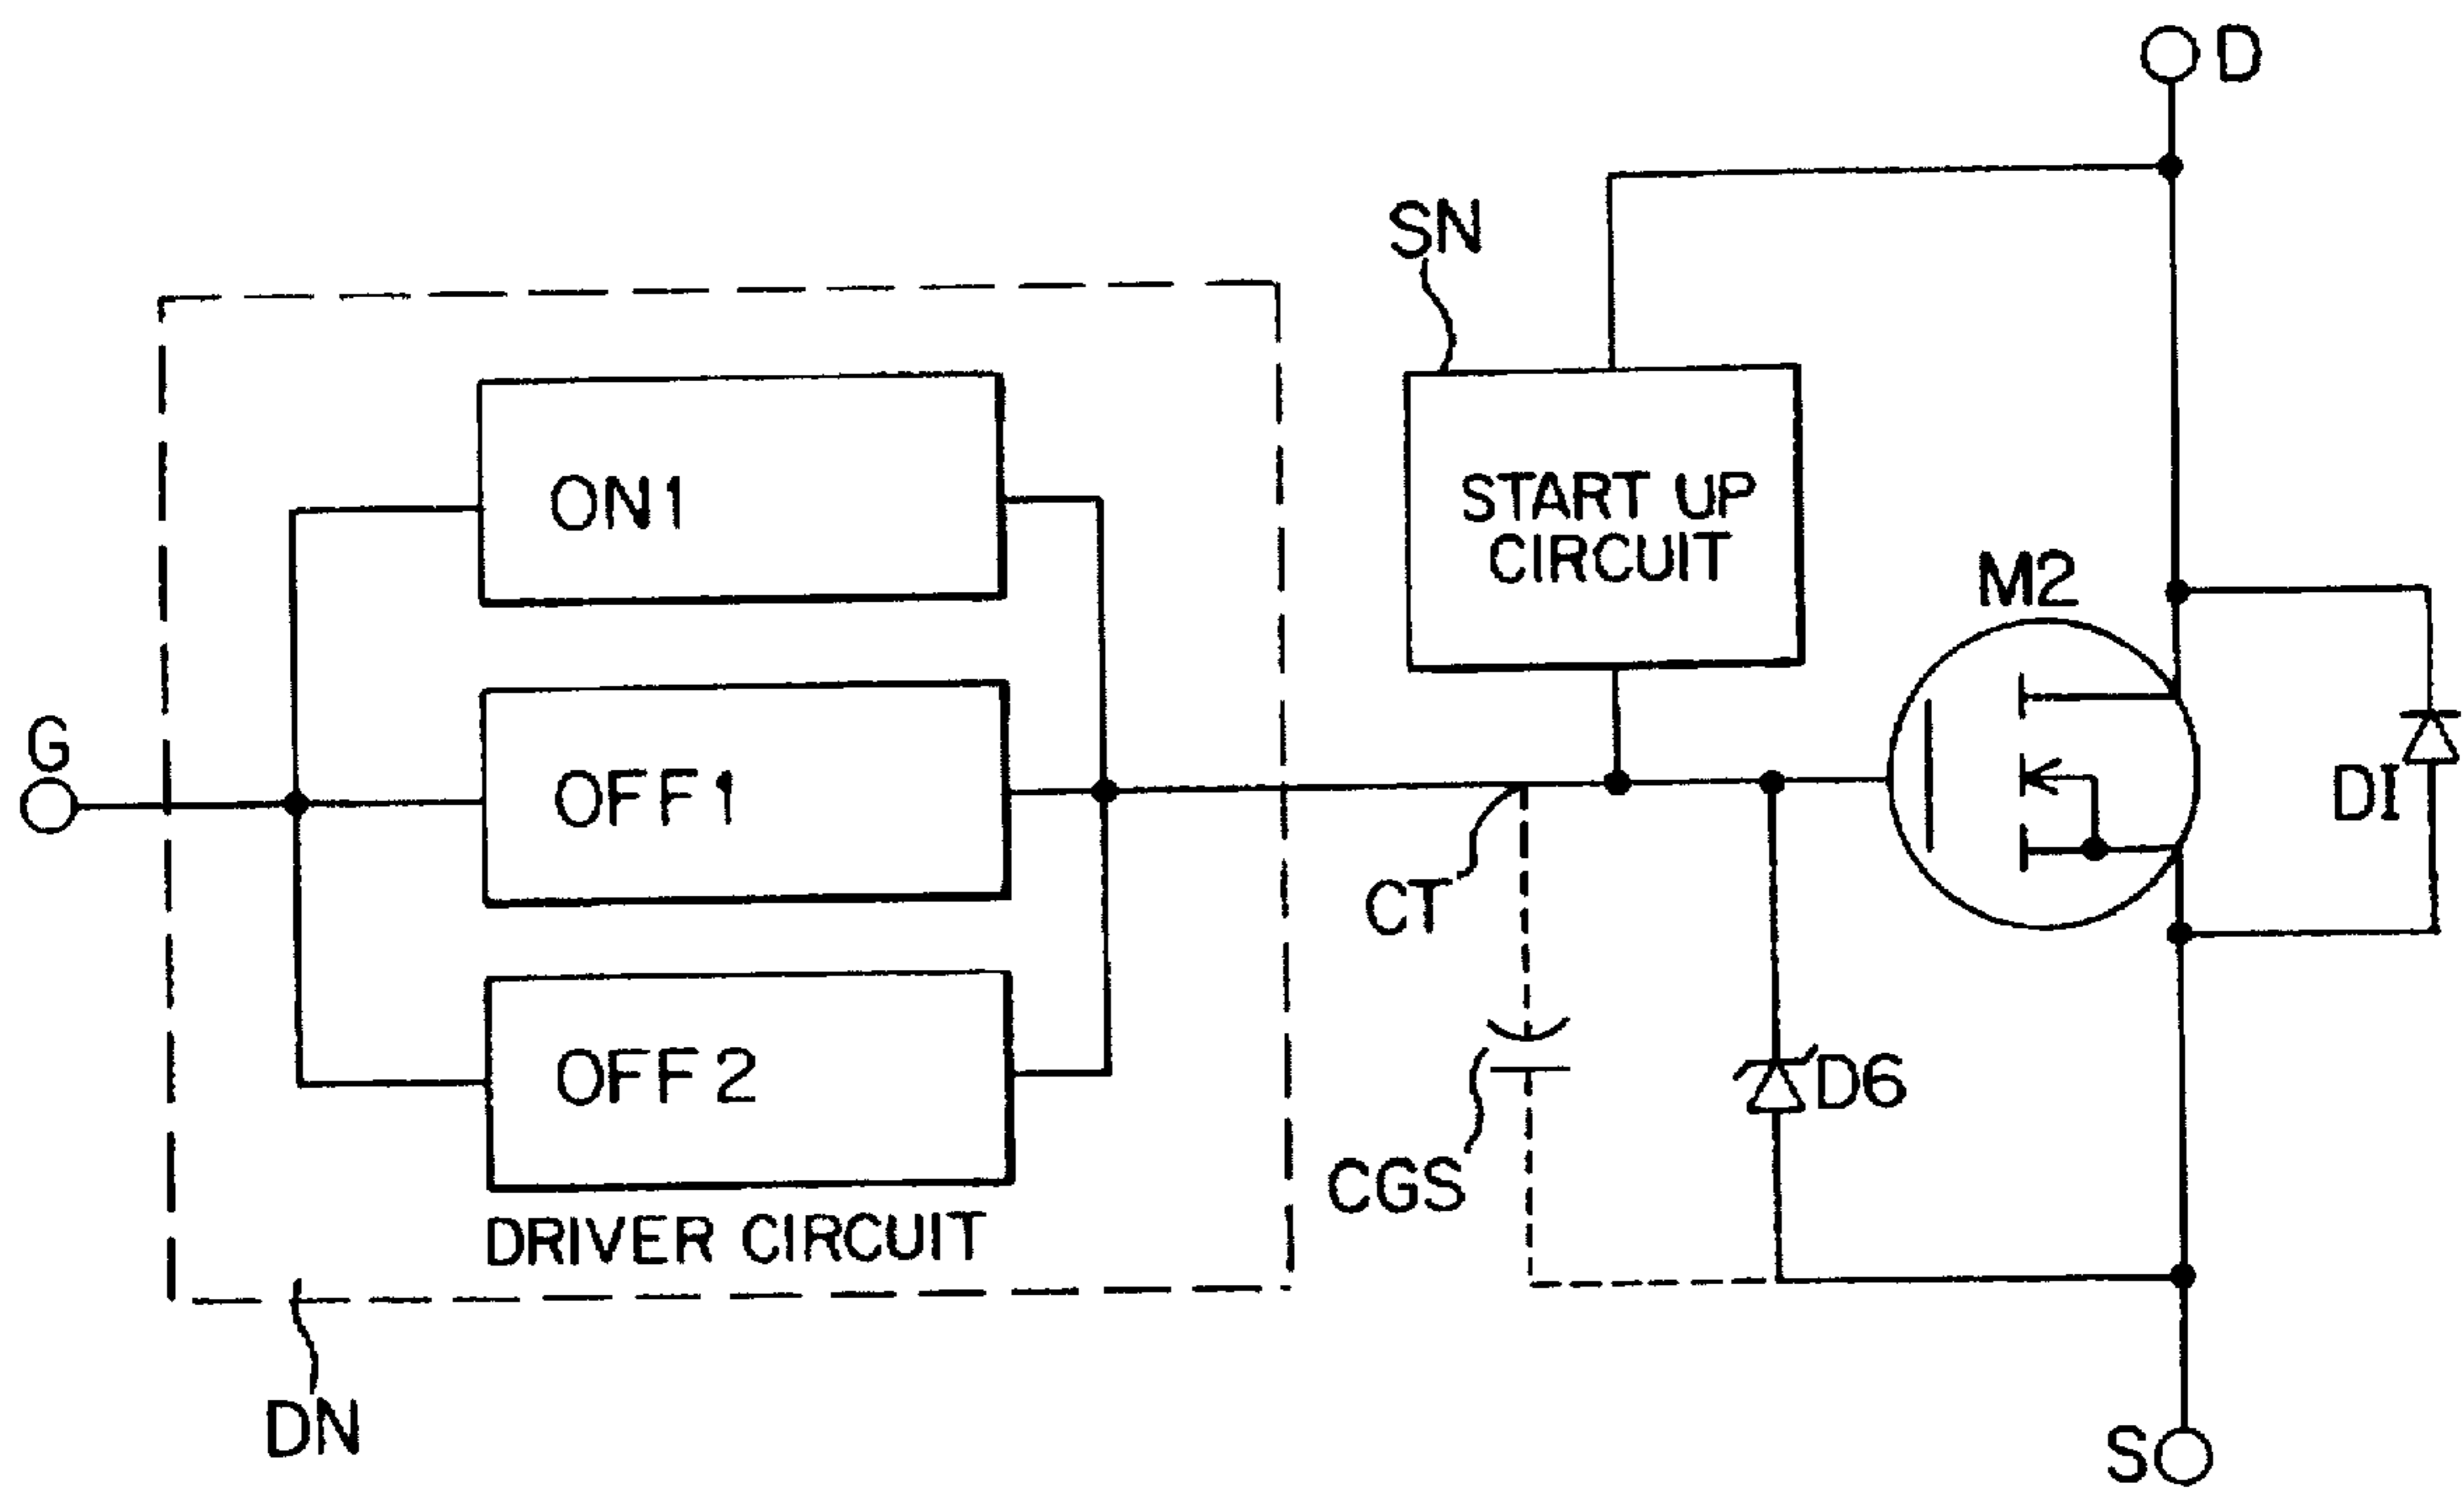 D
SN
ON1
START UP
CIRCUIT
M2
G
OFF1
DI
CT
OFF2
D6
CGS
DRIVER CIRCUIT
DN
S